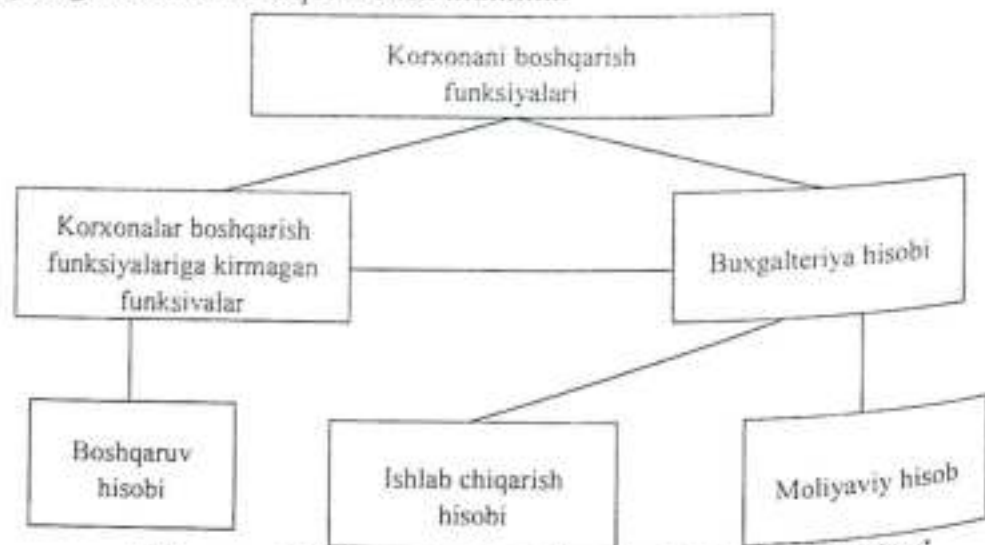 Korxonani boshqarish
funksiyalari
Korxonalar boshqarish
funksiyalariga kirmagan
funksivalar
Buxgalteriya hisobi
Boshqaruv
hisobi
Ishlab chiqarish
hisobi
Moliyaviy hisob